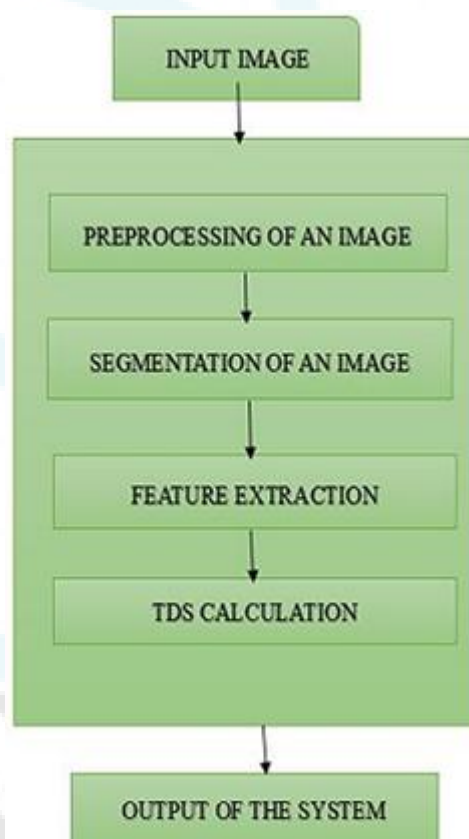 INPUT IMAGE
PREPROCESSING OF AN IMAGE
SEGMENTATION OF AN IMAGE
FEATURE EXTRACTION
TDS CALCULATION
OUTPUT OF THE SYSTEM